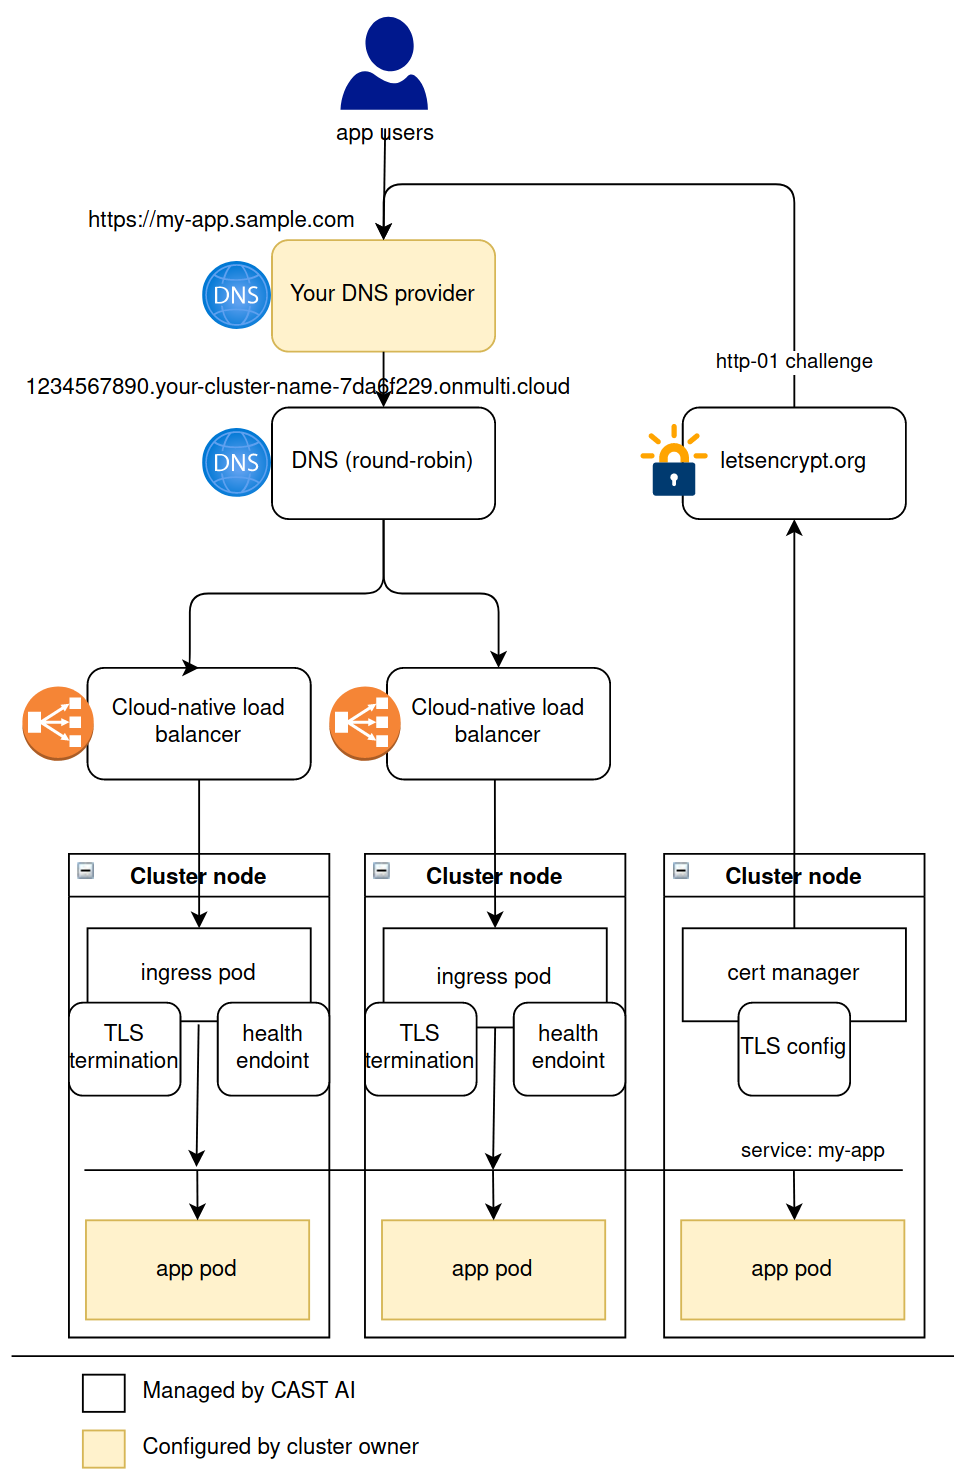 app users
https://my-app.sample.com
DNS
Your DNS provider
http-01 challenge
1234567890.your-cluster-name-7da6f229.onmulti.cloud
DNS
DNS (round-robin)
letsencrypt.org
Cloud-native load
balancer
Cloud-native load
balancer
Cluster node
Cluster node
Cluster node
ingress pod
ingress pod
cert manager
TLS
termination
health
endoint
TLS
termination
health
endoint
TLS config
service: my-app
app pod
app pod
app pod
Managed by CAST AI
Configured by cluster owner